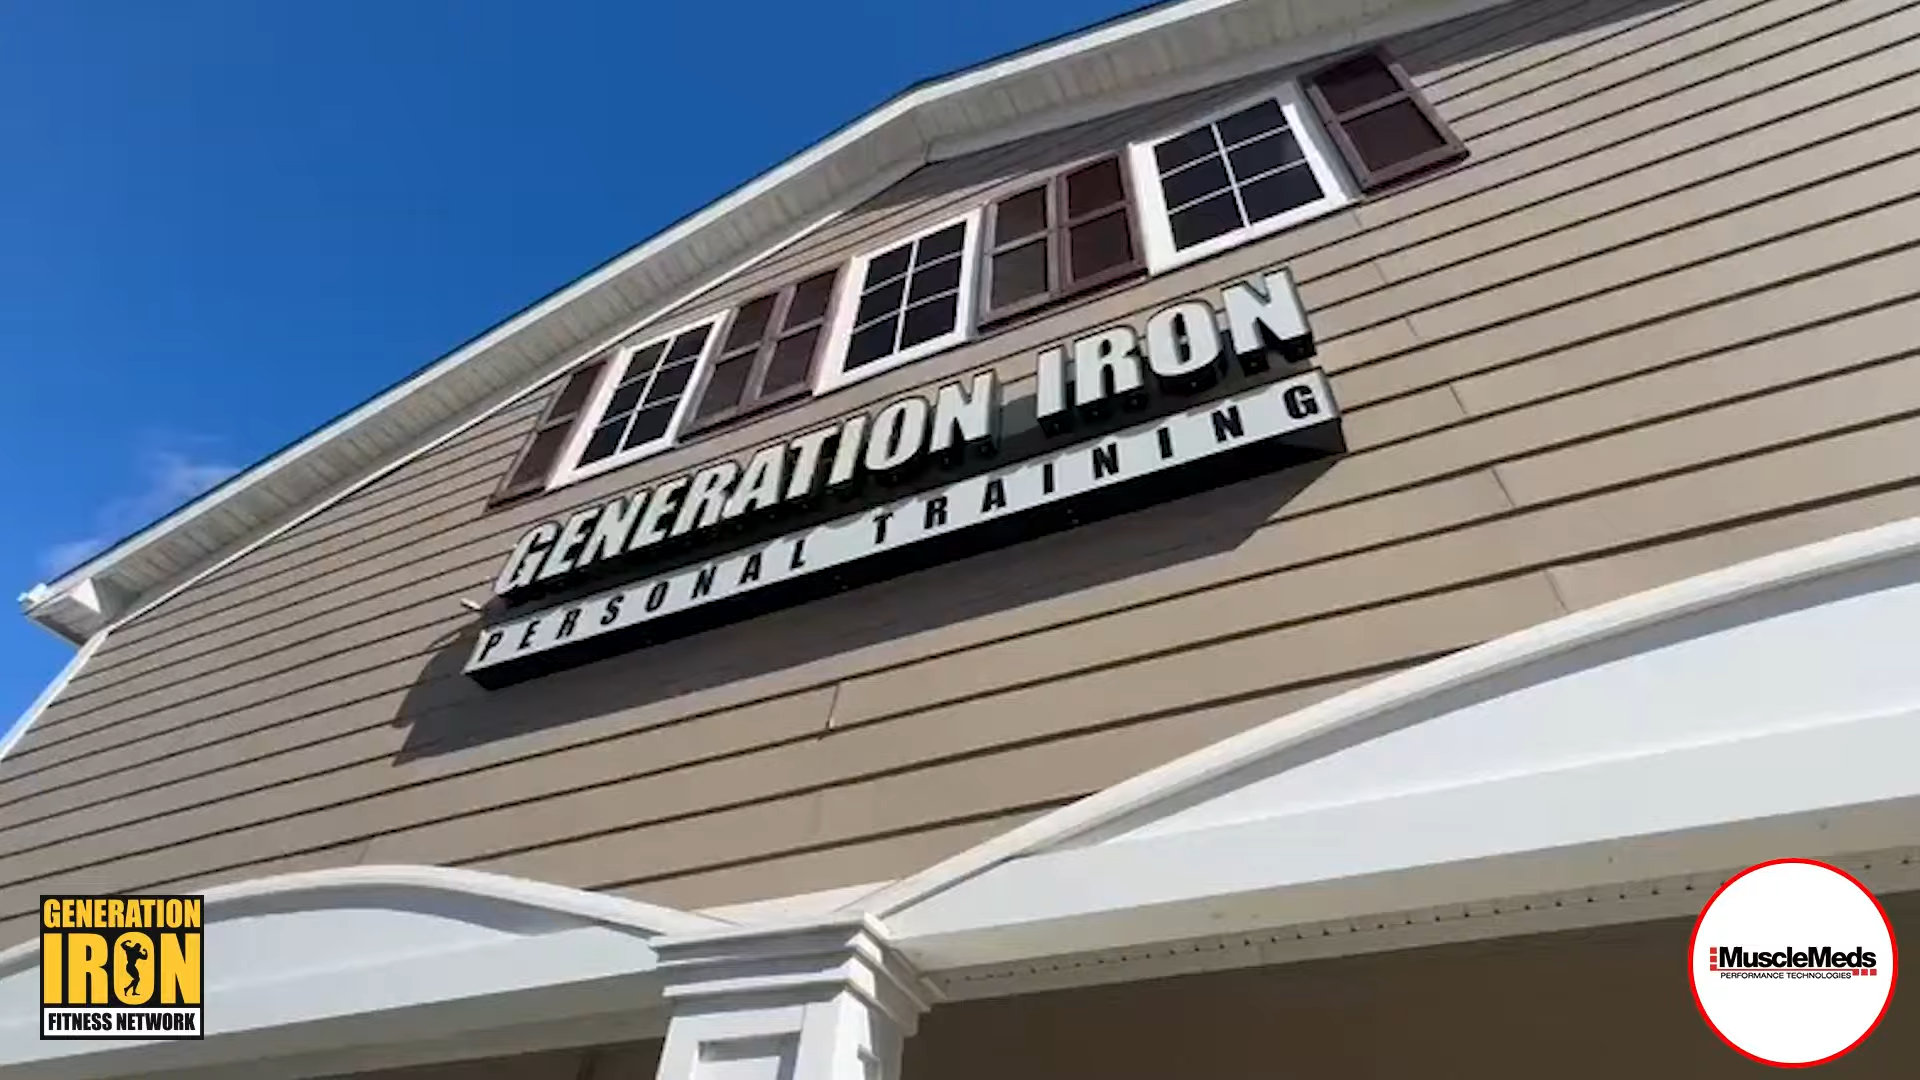 GENERATION IRON
PERSONAL TRAINING
GENERATION
IRON
FITNESS NETWORK
MuscleMeds
PERFORMANCE TECHNOLOGIES